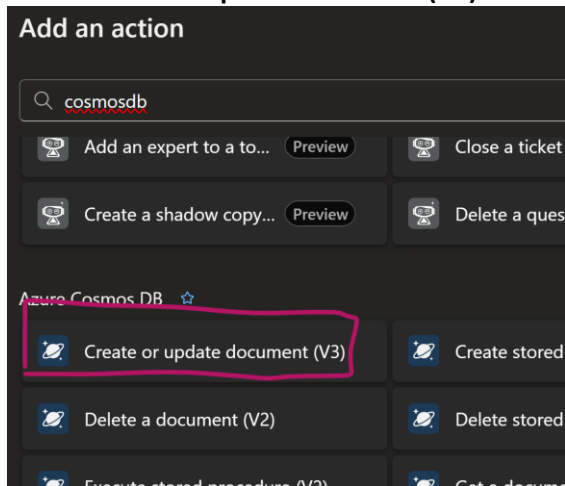 Add an action
cosmosdb
Add an expert to a to... Preview
Close a ticket
Create a shadow copy... Preview
Delete a ques
Azure Cosmos DB
Create or update document (V3)
Create stored
Delete a document (V2)
Delete stored